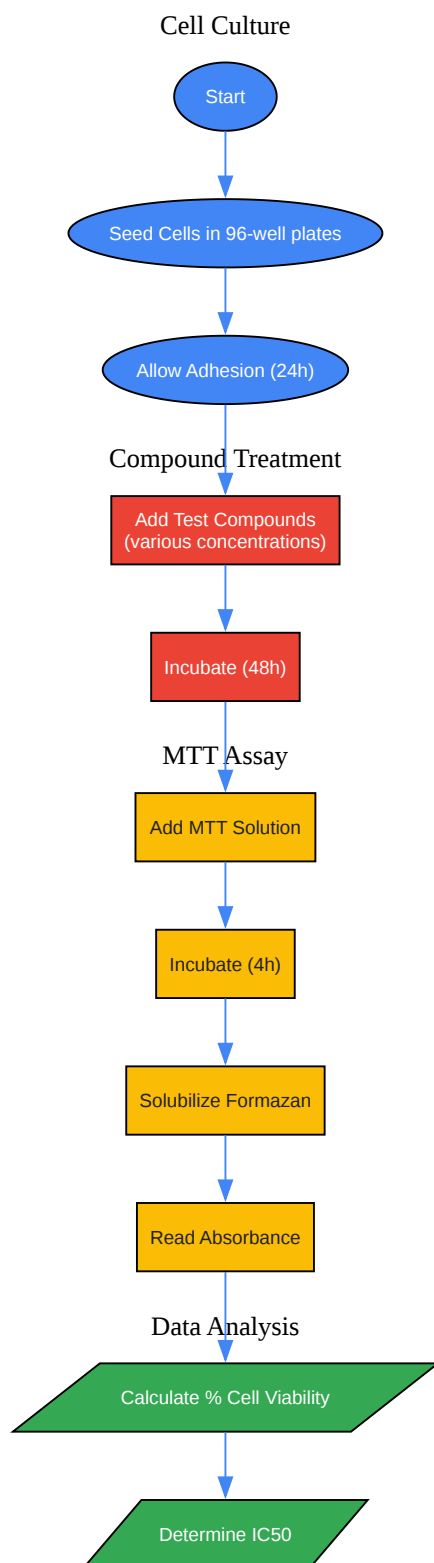 Cell Culture
Start
Seed Cells in 96-well plates
Allow Adhesion (24h)
Compound Treatment
Add Test Compounds
(various concentrations)
Incubate (48h)
MTT Assay
Add MTT Solution
Incubate (4h)
Solubilize Formazan
Read Absorbance
Data Analysis
Calculate % Cell Viability
Determine IC50